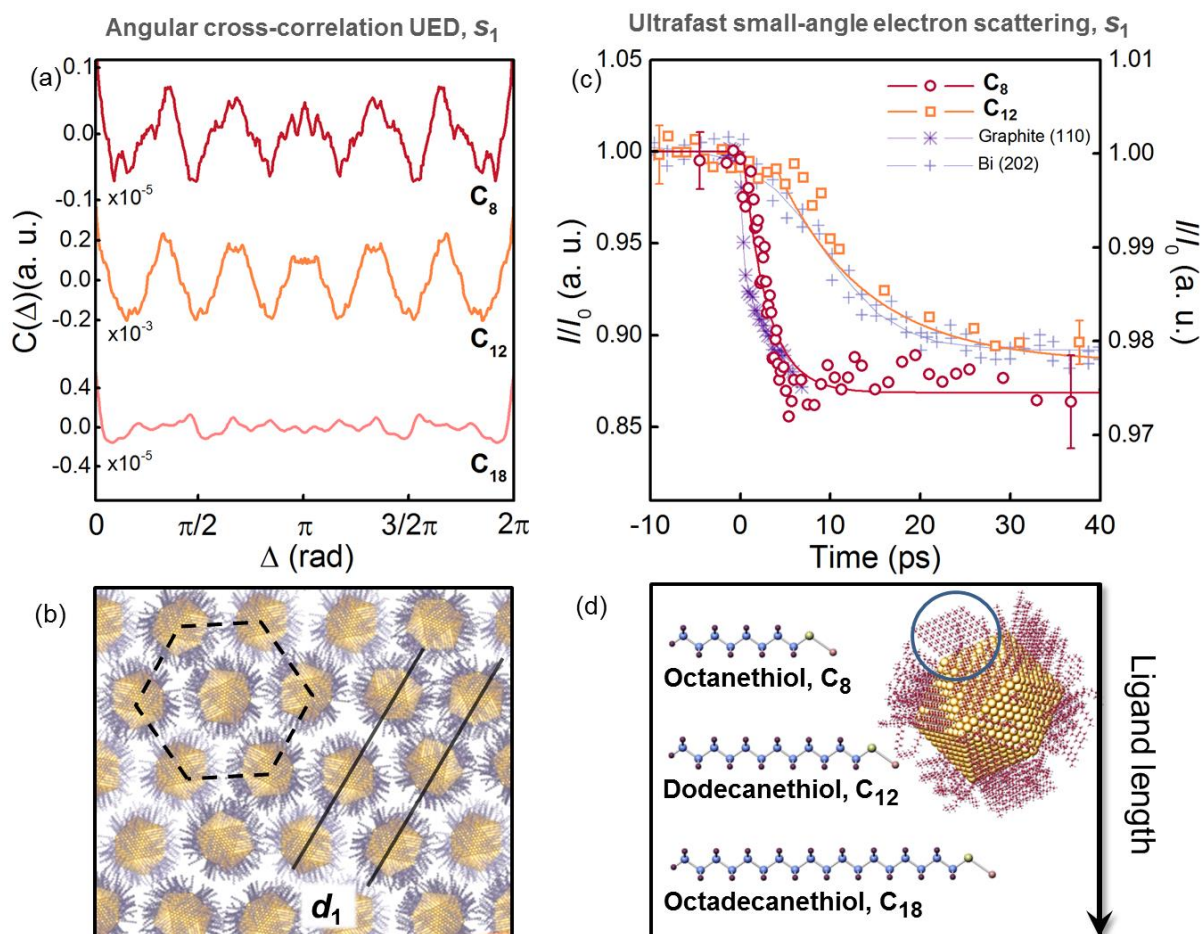 Angular cross-correlation UED, s₁
(a)
C(Δ)(a. u.)
0.1
0.0
-0.1
x10⁻⁵
C₈
0.2
0.0
-0.2
x10⁻³
C₁₂
0.4
0.0
-0.4
x10⁻⁵
C₁₈
0 π/2 π 3/2π 2π
Δ (rad)
Ultrafast small-angle electron scattering, s₁
(c)
I/I₀ (a. u.)
1.05
1.00
0.95
0.90
0.85
C₈
C₁₂
Graphite (110)
Bi (202)
1.01
1.00
0.99
0.98
0.97
I/I₀ (a. u.)
-10 0 10 20 30 40
Time (ps)
(b)
d₁
(d)
Octanethiol, C₈
Dodecanethiol, C₁₂
Octadecanethiol, C₁₈
Ligand length